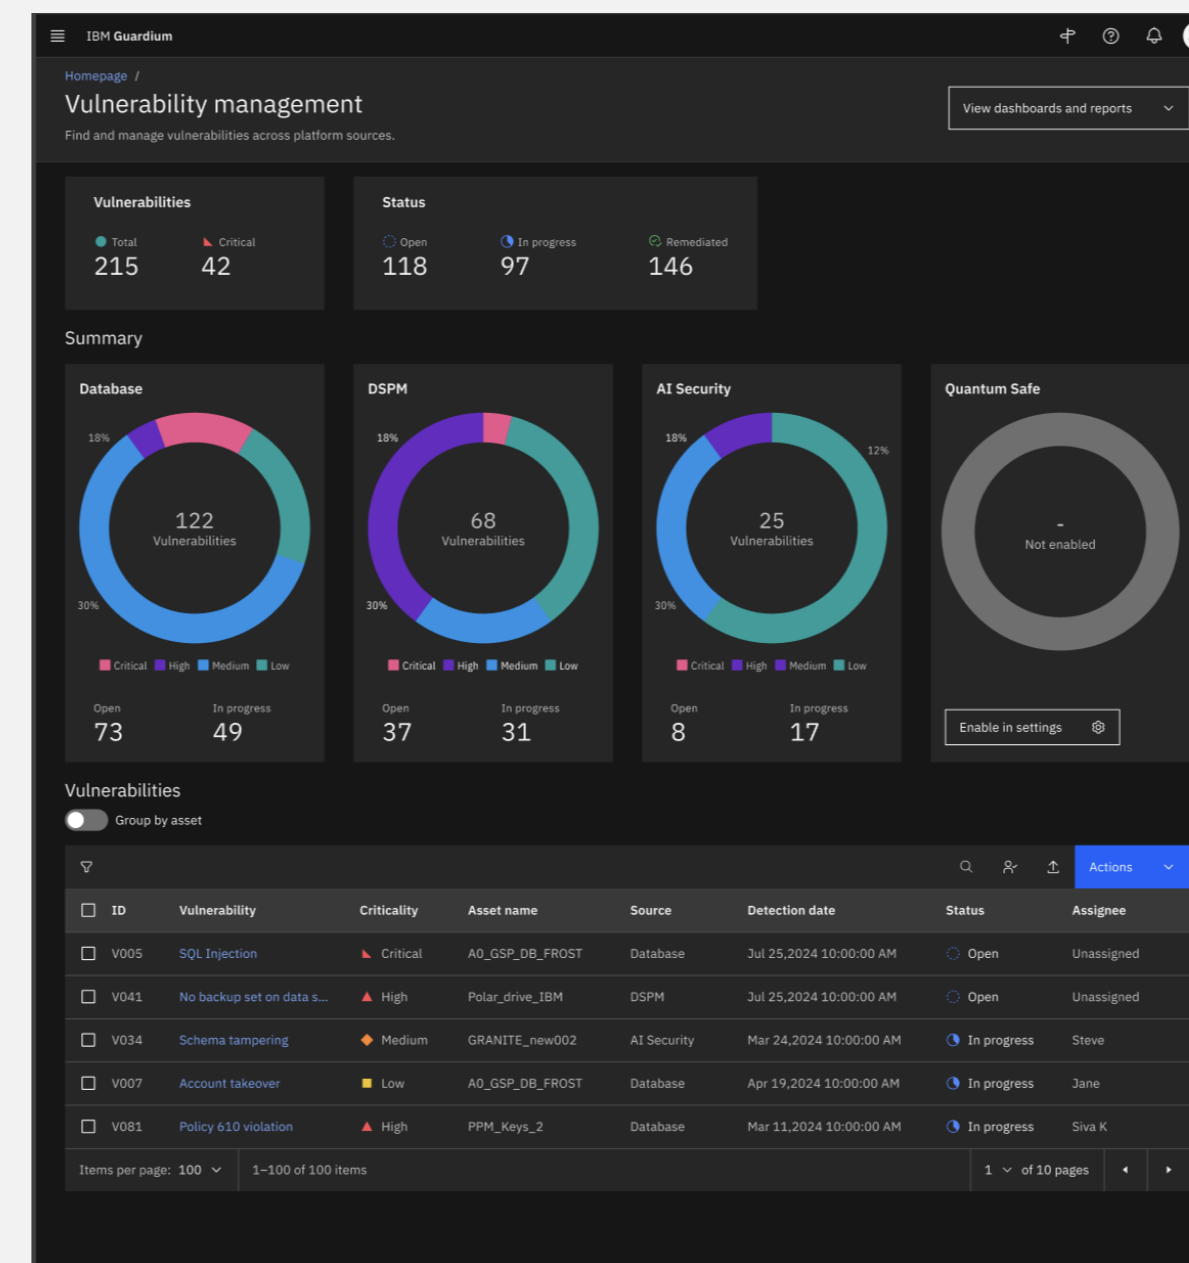 IBM Guardium
Homepage /
Vulnerability management
Find and manage vulnerabilities across platform sources.
View dashboards and reports
Vulnerabilities
Total
Critical
215
42
Status
Open
In progress
Remediated
118
97
146
Summary
Database
18%
122
Vulnerabilities
30%
Critical High Medium Low
Open
In progress
73
49
DSPM
18%
68
Vulnerabilities
30%
Critical High Medium Low
Open
In progress
37
31
AI Security
18%
12%
25
Vulnerabilities
30%
Critical High Medium Low
Open
In progress
8
17
Quantum Safe
-
Not enabled
Enable in settings
Vulnerabilities
Group by asset
Actions
ID Vulnerability Criticality Asset name Source Detection date Status Assignee
V005 SQL Injection Critical A0_GSP_DB_FROST Database Jul 25,2024 10:00:00 AM Open Unassigned
V041 No backup set on data s... High Polar_drive_IBM DSPM Jul 25,2024 10:00:00 AM Open Unassigned
V034 Schema tampering Medium GRANITE_new002 AI Security Mar 24,2024 10:00:00 AM In progress Steve
V007 Account takeover Low A0_GSP_DB_FROST Database Apr 19,2024 10:00:00 AM In progress Jane
V081 Policy 610 violation High PPM_Keys_2 Database Mar 11,2024 10:00:00 AM In progress Siva K
Items per page: 100 1–100 of 100 items 1 of 10 pages